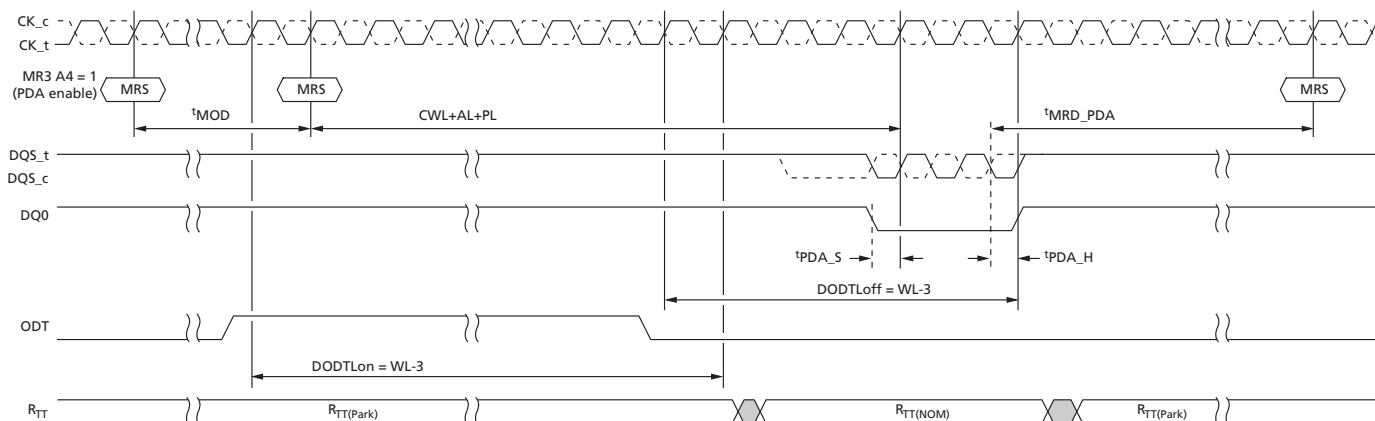 CK_c
CK_t
MR3 A4 = 1
(PDA enable)
MRS
MRS
MRS
tMOD
CWL+AL+PL
tMRD_PDA
DQS_t
DQS_c
DQ0
tPDA_S
tPDA_H
DODTLoff = WL-3
ODT
DODTLon = WL-3
RTT
RTT(Park)
RTT(NOM)
RTT(Park)